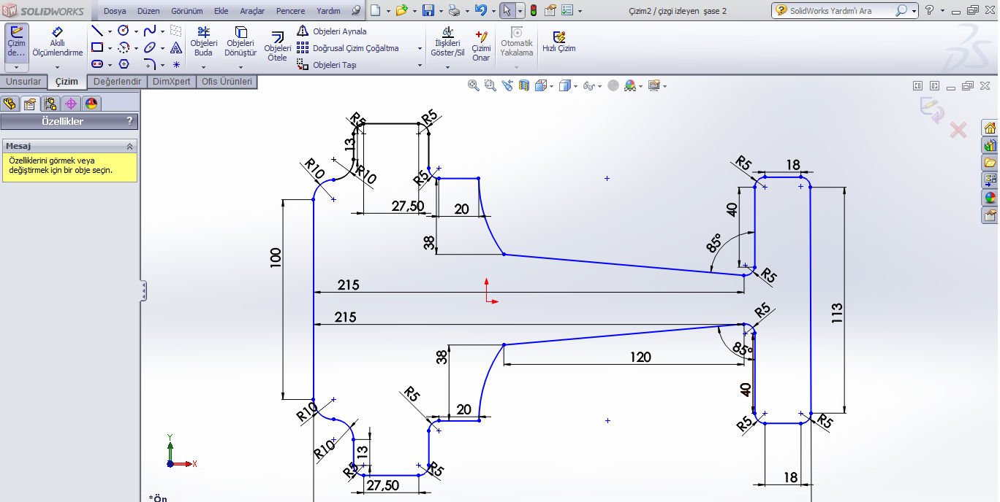 SOLIDWORKS
Dosya Düzen Görünüm Ekle Araçlar Pencere Yardım
Çizim2 / çizgi izleyen şase 2
SolidWorks Yardım'ı Ara
Çizim
de...
Akıllı
Ölçümlendirme
Objeleri
Buda
Objeleri
Dönüştür
Objeleri
Ötele
Objeleri Aynala
Doğrusal Çizim Çoğaltma
Objeleri Taşı
İlişkileri
Göster/Sil
Çizimi
Onar
Otomatik
Yakalama
Hızlı Çizim
Unsurlar Çizim Değerlendir DimXpert Ofis Ürünleri
Özellikler ?
Mesaj
Özelliklerini görmek veya
değiştirmek için bir obje seçin.
R5
R5
13
R10
R10
R5
27,50
20
38
100
215
215
R5
18
40
85°
R5
R5
113
85°
120
38
40
R5
20
R10
R10
13
R5
R5
27,50
R5
R5
18
Y
X
*Ön